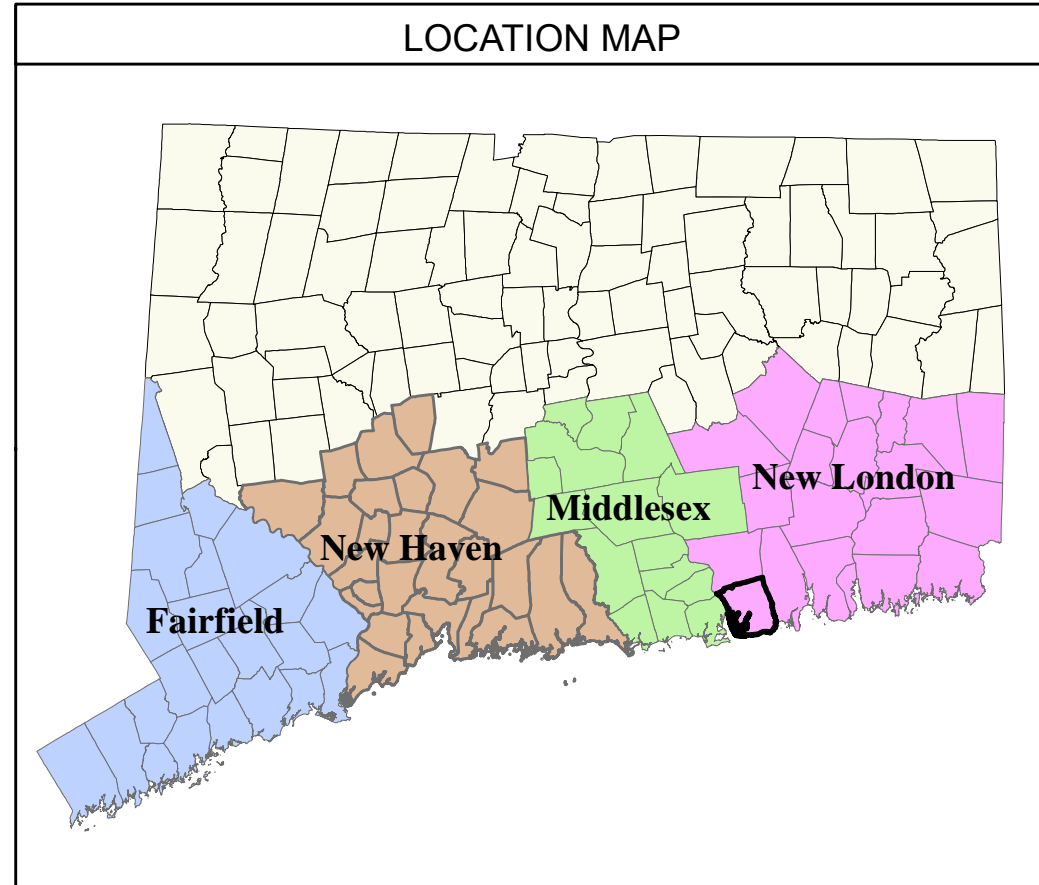 LOCATION MAP
New London
Middlesex
New Haven
Fairfield